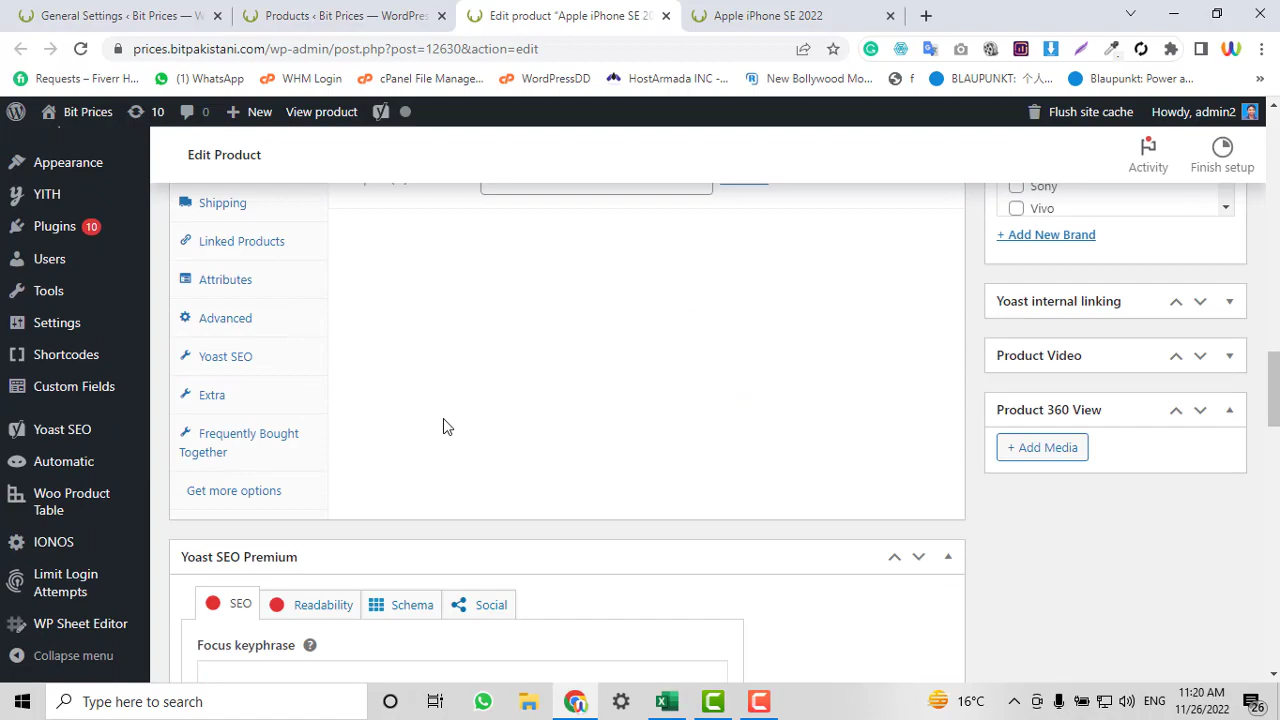 General Settings ‹ Bit Prices — W
Products ‹ Bit Prices — WordPres
Edit product "Apple iPhone SE 20
Apple iPhone SE 2022
prices.bitpakistani.com/wp-admin/post.php?post=12630&action=edit
Requests – Fiverr H...
(1) WhatsApp
WHM Login
cPanel File Manage...
WordPressDD
HostArmada INC -...
New Bollywood Mo...
f
BLAUPUNKT: 个人...
Blaupunkt: Power a...
»
Bit Prices
10
0
New
View product
Flush site cache
Howdy, admin2
Edit Product
Activity
Finish setup
Appearance
YITH
Plugins 10
Users
Tools
Settings
Shortcodes
Custom Fields
Yoast SEO
Automatic
Woo Product
Table
IONOS
Limit Login
Attempts
WP Sheet Editor
Collapse menu
Shipping
Linked Products
Attributes
Advanced
Yoast SEO
Extra
Frequently Bought
Together
Get more options
Yoast SEO Premium
SEO
Readability
Schema
Social
Focus keyphrase
Sony
Vivo
+ Add New Brand
Yoast internal linking
Product Video
Product 360 View
+ Add Media
Type here to search
16°C
ENG
11:20 AM
11/26/2022
26